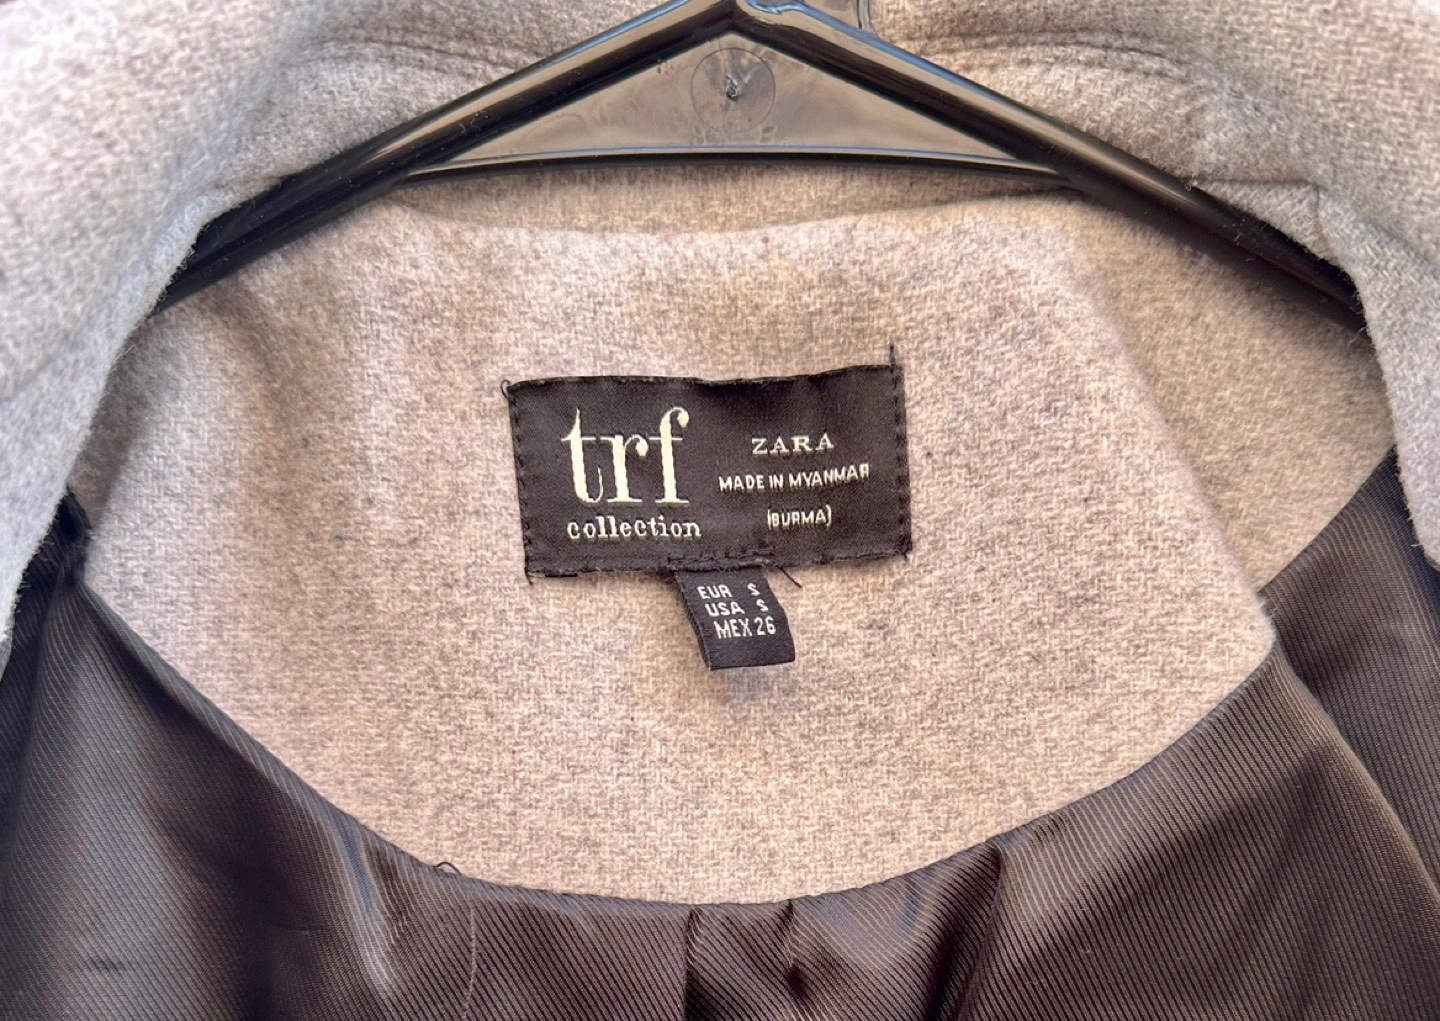 trf
collection
ZARA
MADE IN MYANMAR
(BURMA)
EUR S
USA S
MEX 26